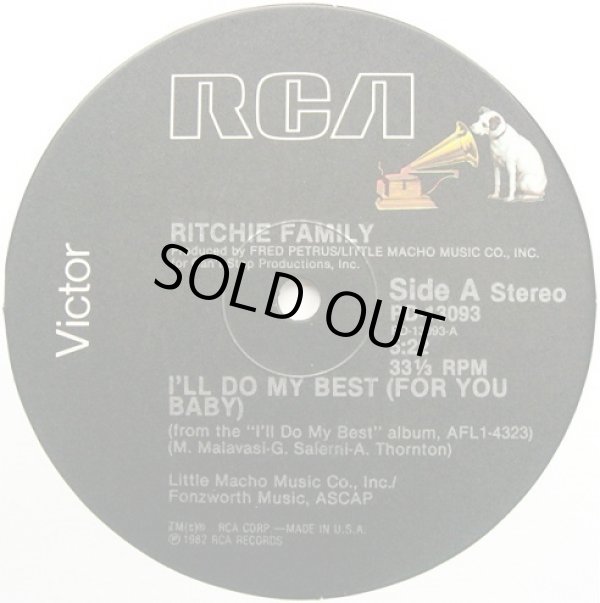 RCA
RITCHIE FAMILY
Produced by FRED PETRUS/LITTLE MACHO MUSIC CO., INC.
Productions, Inc.
Victor
SOLD OUT
Side A Stereo
33⅓ RPM
I'LL DO MY BEST (FOR YOU
BABY)
(from the "I'll Do My Best" album, AFL1-4323)
(M. Malavasi-G. Salerni-A. Thornton)
Little Macho Music Co., Inc./
Fonzworth Music, ASCAP
RCA CORP —MADE IN U.S.A.
℗ 1982 RCA RECORDS